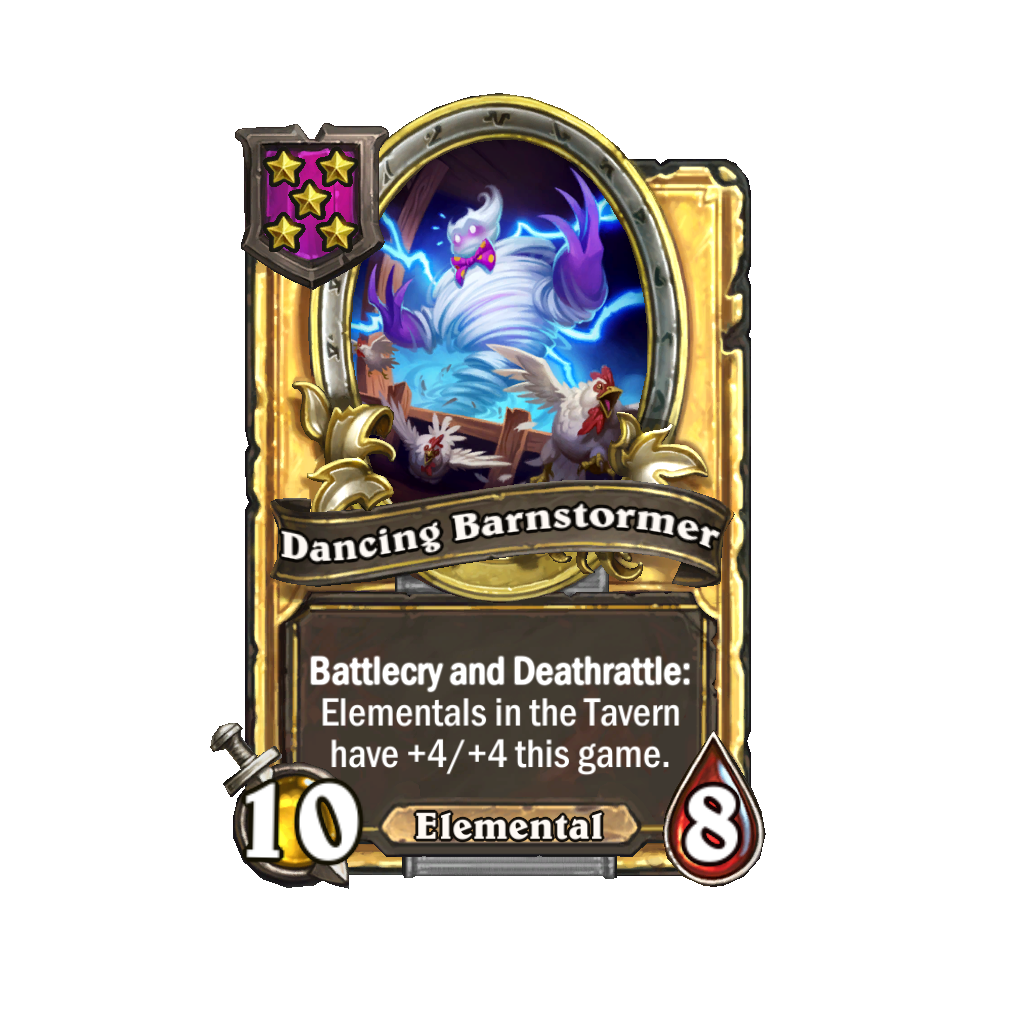 Dancing Barnstormer
Battlecry and Deathrattle:
Elementals in the Tavern
have +4/+4 this game.
10
Elemental
8